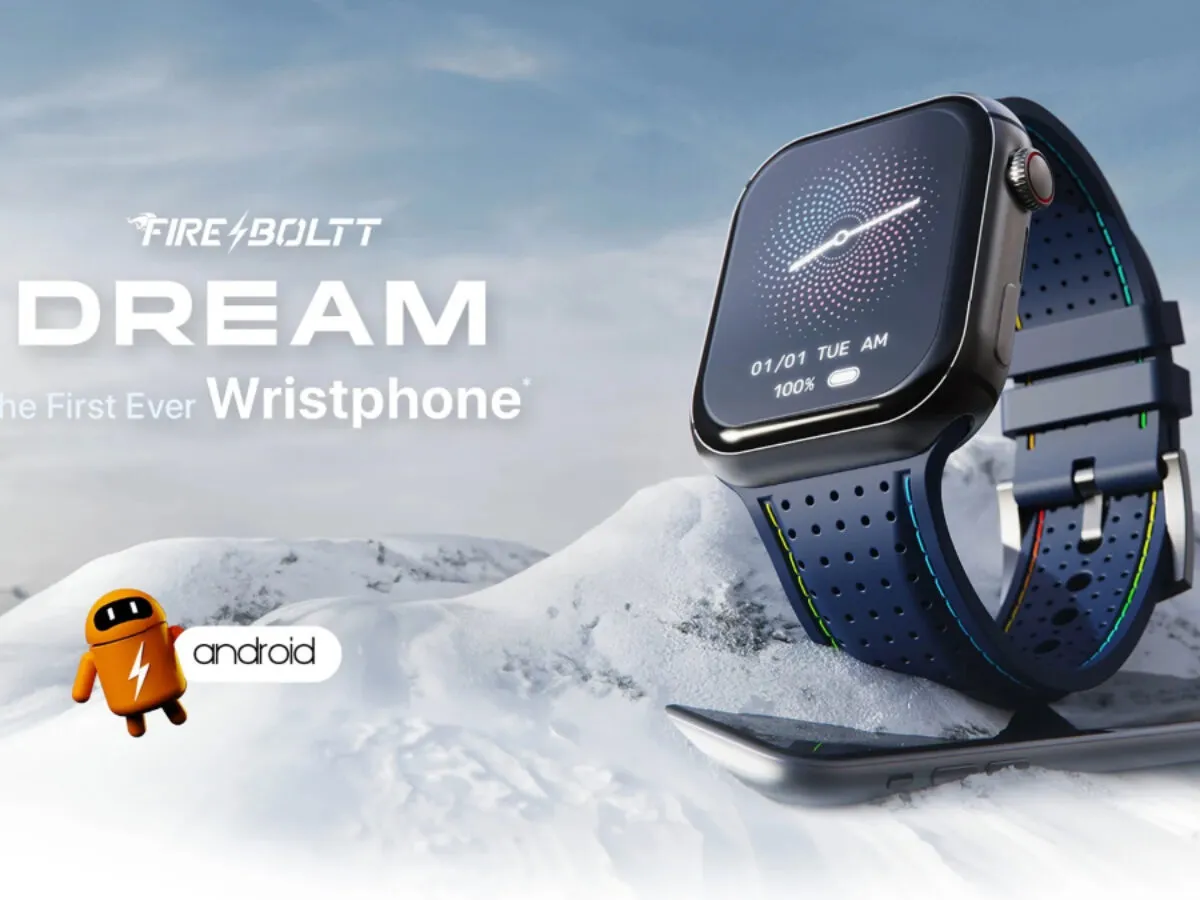 FIRE BOLTT
DREAM
he First Ever Wristphone*
01/01 TUE AM
100%
android